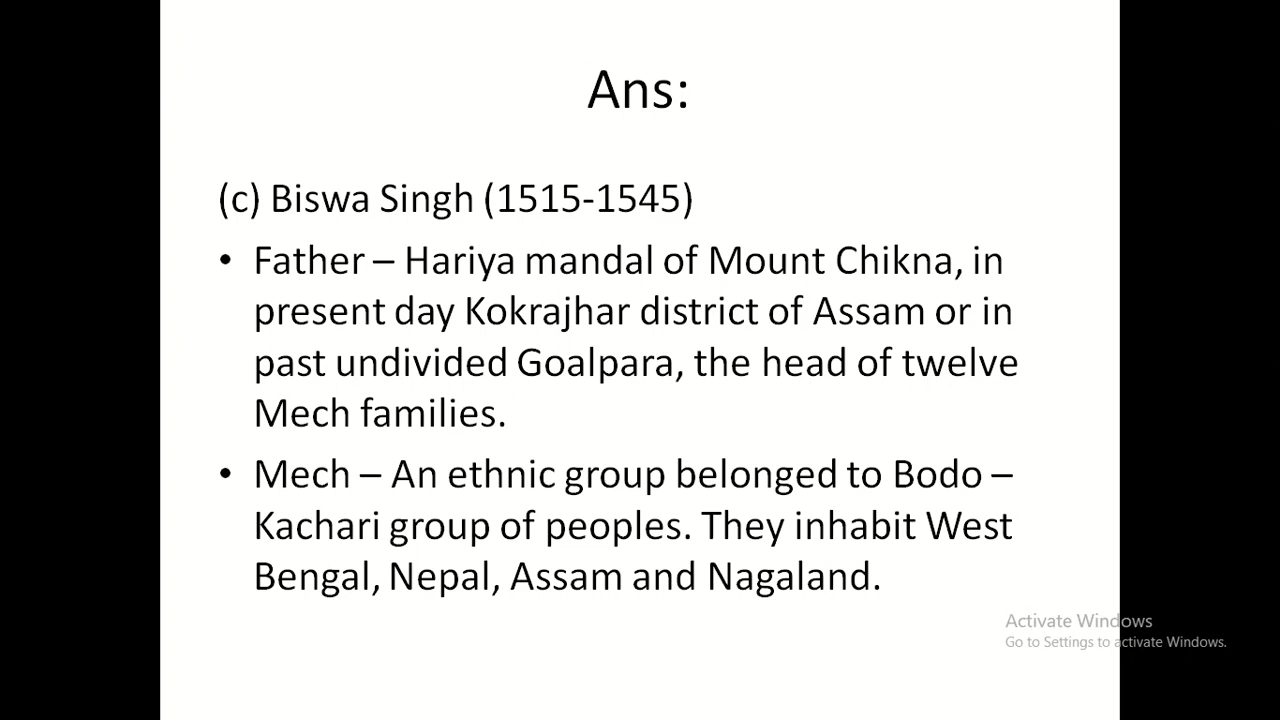 Ans:
(c) Biswa Singh (1515-1545)
• Father – Hariya mandal of Mount Chikna, in
present day Kokrajhar district of Assam or in
past undivided Goalpara, the head of twelve
Mech families.
• Mech – An ethnic group belonged to Bodo –
Kachari group of peoples. They inhabit West
Bengal, Nepal, Assam and Nagaland.
Activate Windows
Go to Settings to activate Windows.